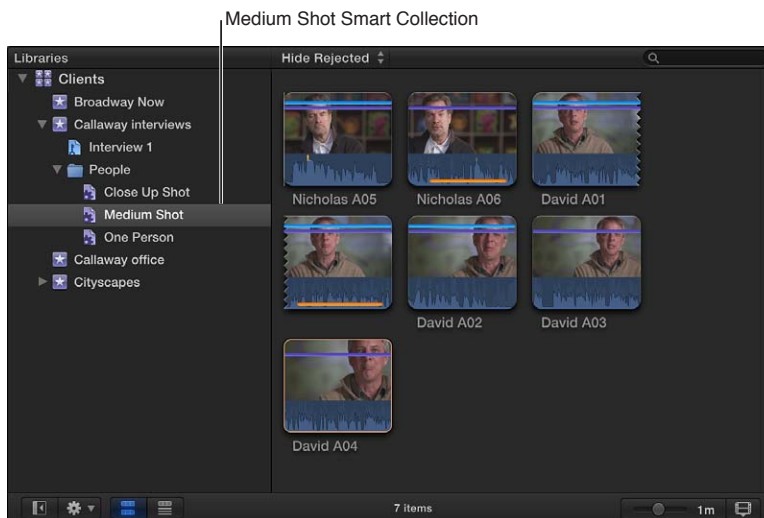 Medium Shot Smart Collection
Libraries
Hide Rejected
Clients
Broadway Now
Callaway interviews
Interview 1
People
Close Up Shot
Medium Shot
One Person
Callaway office
Cityscapes
Nicholas A05
Nicholas A06
David A01
David A02
David A03
David A04
7 items
1m